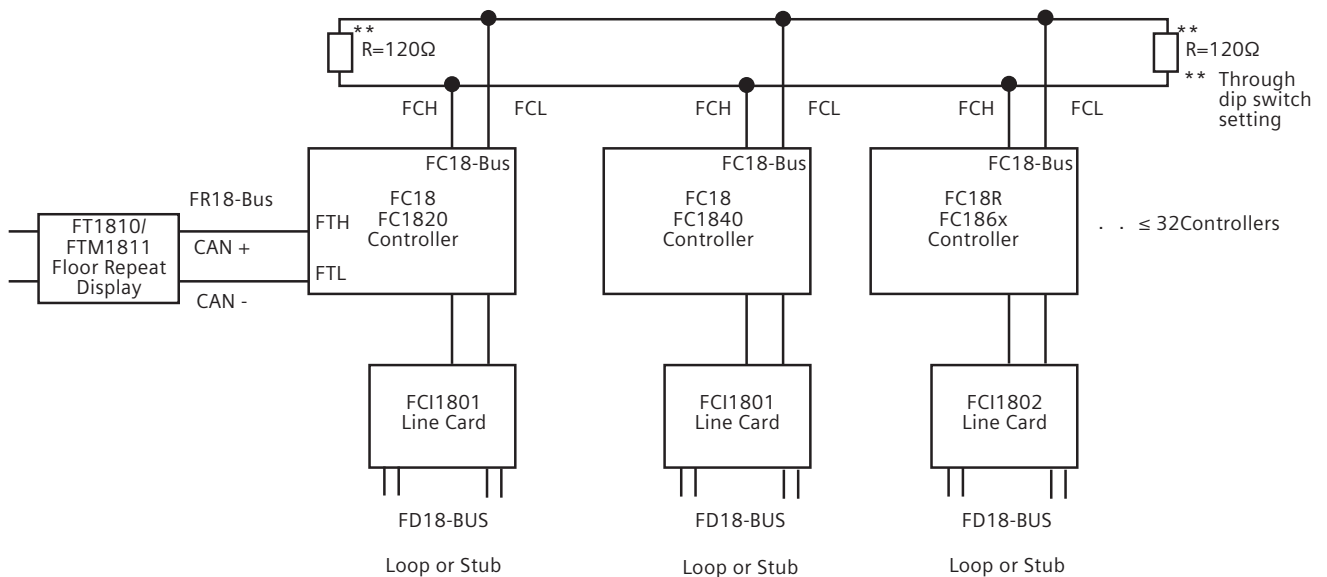 **
R=120Ω
**
R=120Ω
** Through
dip switch
setting
FCH
FCL
FCH
FCL
FCH
FCL
FC18-Bus
FC18
FC1820
Controller
FC18-Bus
FC18
FC1840
Controller
FC18-Bus
FC18R
FC186x
Controller
. . ≤ 32Controllers
FR18-Bus
FT1810/
FTM1811
Floor Repeat
Display
CAN +
CAN -
FTH
FTL
FCI1801
Line Card
FCI1801
Line Card
FCI1802
Line Card
FD18-BUS
FD18-BUS
FD18-BUS
Loop or Stub
Loop or Stub
Loop or Stub